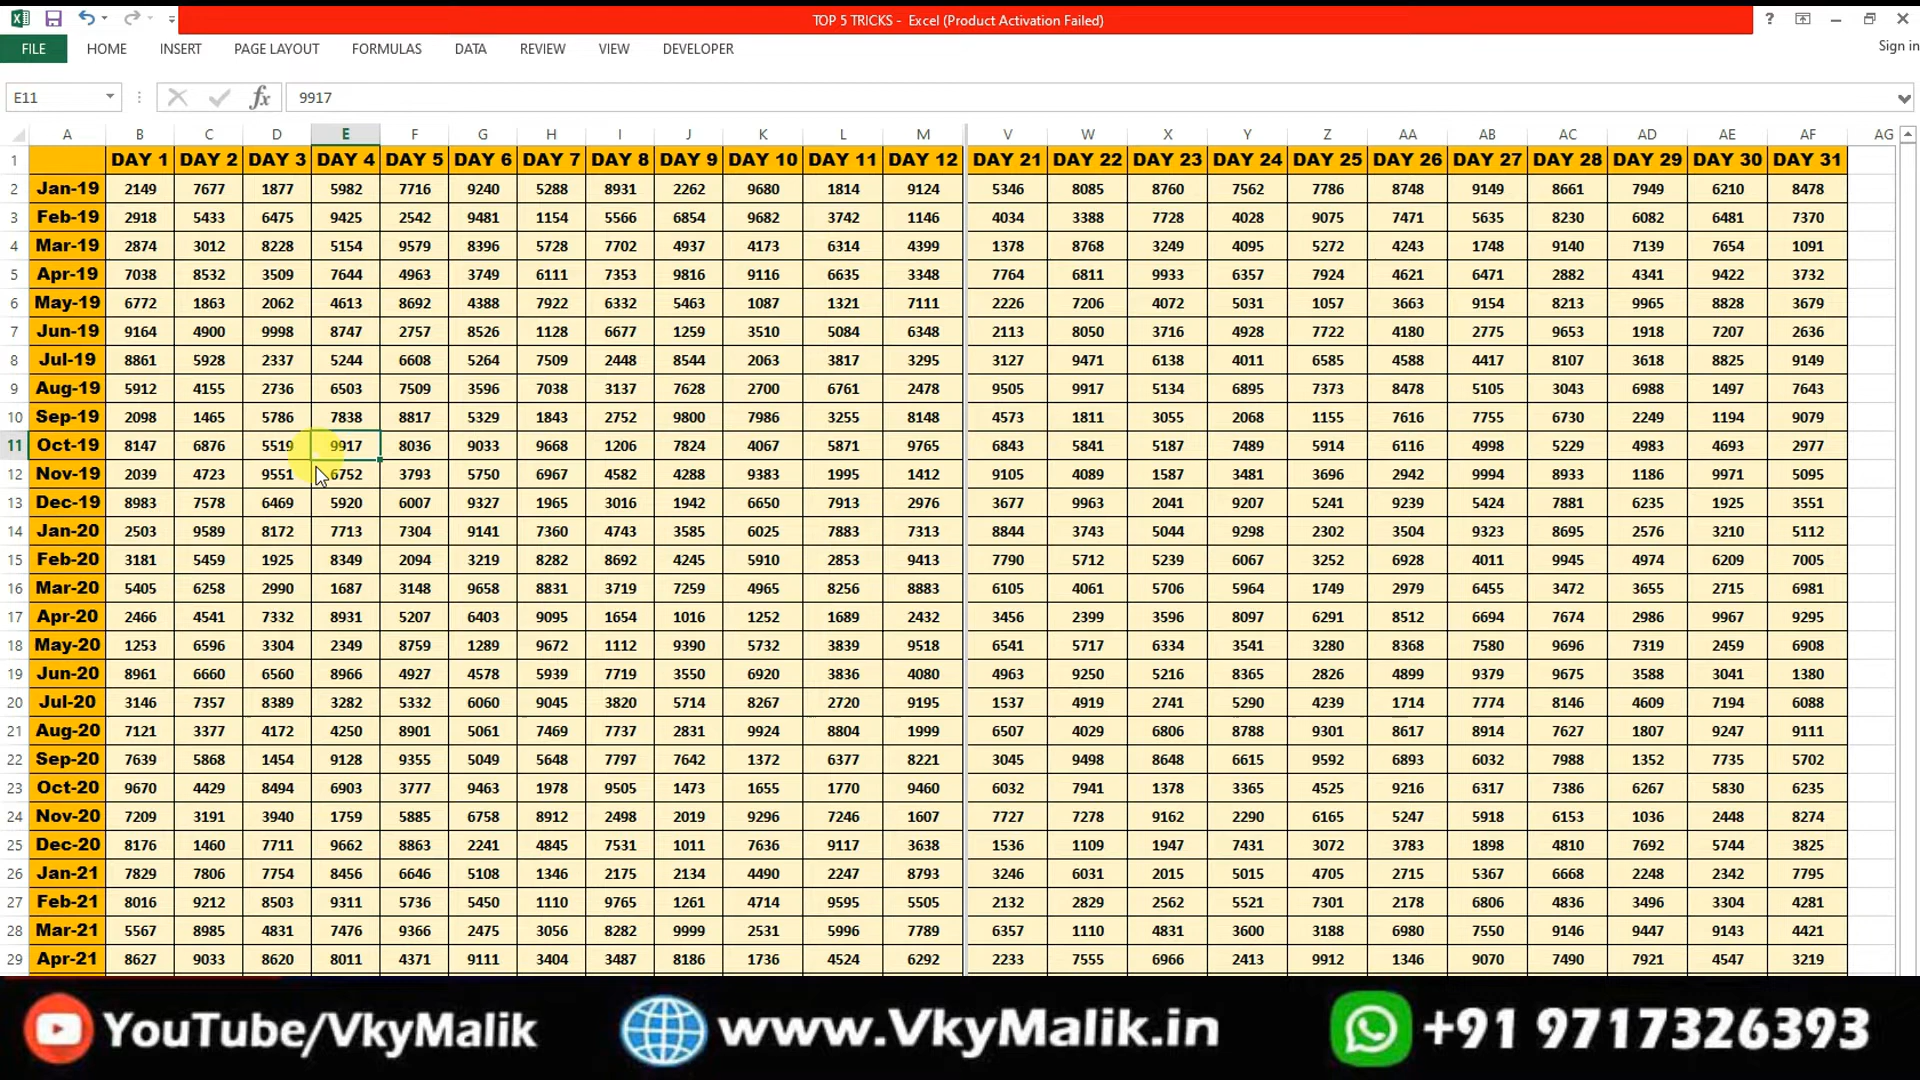 TOP 5 TRICKS - Excel (Product Activation Failed)
?
FILE HOME INSERT PAGE LAYOUT FORMULAS DATA REVIEW VIEW DEVELOPER Sign in
E11 fx 9917
A B C D E F G H I J K L M V W X Y Z AA AB AC AD AE AF AG
1 DAY 1 DAY 2 DAY 3 DAY 4 DAY 5 DAY 6 DAY 7 DAY 8 DAY 9 DAY 10 DAY 11 DAY 12 DAY 21 DAY 22 DAY 23 DAY 24 DAY 25 DAY 26 DAY 27 DAY 28 DAY 29 DAY 30 DAY 31
2 Jan-19 2149 7677 1877 5982 7716 9240 5288 8931 2262 9680 1814 9124 5346 8085 8760 7562 7786 8748 9149 8661 7949 6210 8478
3 Feb-19 2918 5433 6475 9425 2542 9481 1154 5566 6854 9682 3742 1146 4034 3388 7728 4028 9075 7471 5635 8230 6082 6481 7370
4 Mar-19 2874 3012 8228 5154 9579 8396 5728 7702 4937 4173 6314 4399 1378 8768 3249 4095 5272 4243 1748 9140 7139 7654 1091
5 Apr-19 7038 8532 3509 7644 4963 3749 6111 7353 9816 9116 6635 3348 7764 6811 9933 6357 7924 4621 6471 2882 4341 9422 3732
6 May-19 6772 1863 2062 4613 8692 4388 7922 6332 5463 1087 1321 7111 2226 7206 4072 5031 1057 3663 9154 8213 9965 8828 3679
7 Jun-19 9164 4900 9998 8747 2757 8526 1128 6677 1259 3510 5084 6348 2113 8050 3716 4928 7722 4180 2775 9653 1918 7207 2636
8 Jul-19 8861 5928 2337 5244 6608 5264 7509 2448 8544 2063 3817 3295 3127 9471 6138 4011 6585 4588 4417 8107 3618 8825 9149
9 Aug-19 5912 4155 2736 6503 7509 3596 7038 3137 7628 2700 6761 2478 9505 9917 5134 6895 7373 8478 5105 3043 6988 1497 7643
10 Sep-19 2098 1465 5786 7838 8817 5329 1843 2752 9800 7986 3255 8148 4573 1811 3055 2068 1155 7616 7755 6730 2249 1194 9079
11 Oct-19 8147 6876 5519 9917 8036 9033 9668 1206 7824 4067 5871 9765 6843 5841 5187 7489 5914 6116 4998 5229 4983 4693 2977
12 Nov-19 2039 4723 9551 6752 3793 5750 6967 4582 4288 9383 1995 1412 9105 4089 1587 3481 3696 2942 9994 8933 1186 9971 5095
13 Dec-19 8983 7578 6469 5920 6007 9327 1965 3016 1942 6650 7913 2976 3677 9963 2041 9207 5241 9239 5424 7881 6235 1925 3551
14 Jan-20 2503 9589 8172 7713 7304 9141 7360 4743 3585 6025 7883 7313 8844 3743 5044 9298 2302 3504 9323 8695 2576 3210 5112
15 Feb-20 3181 5459 1925 8349 2094 3219 8282 8692 4245 5910 2853 9413 7790 5712 5239 6067 3252 6928 4011 9945 4974 6209 7005
16 Mar-20 5405 6258 2990 1687 3148 9658 8831 3719 7259 4965 8256 8883 6105 4061 5706 5964 1749 2979 6455 3472 3655 2715 6981
17 Apr-20 2466 4541 7332 8931 5207 6403 9095 1654 1016 1252 1689 2432 3456 2399 3596 8097 6291 8512 6694 7674 2986 9967 9295
18 May-20 1253 6596 3304 2349 8759 1289 9672 1112 9390 5732 3839 9518 6541 5717 6334 3541 3280 8368 7580 9696 7319 2459 6908
19 Jun-20 8961 6660 6560 8966 4927 4578 5939 7719 3550 6920 3836 4080 4963 9250 5216 8365 2826 4899 9379 9675 3588 3041 1380
20 Jul-20 3146 7357 8389 3282 5332 6060 9045 3820 5714 8267 2720 9195 1537 4919 2741 5290 4239 1714 7774 8146 4609 7194 6088
21 Aug-20 7121 3377 4172 4250 8901 5061 7469 7737 2831 9924 8804 1999 6507 4029 6806 8788 9301 8617 8914 7627 1807 9247 9111
22 Sep-20 7639 5868 1454 9128 9355 5049 5648 7797 7642 1372 6377 8221 3045 9498 8648 6615 9592 6893 6032 7988 1352 7735 5702
23 Oct-20 9670 4429 8494 6903 3777 9463 1978 9505 1473 1655 1770 9460 6032 7941 1378 3365 4525 9216 6317 7386 6267 5830 6235
24 Nov-20 7209 3191 3940 1759 5885 6758 8912 2498 2019 9296 7246 1607 7727 7278 9162 2290 6165 5247 5918 6153 1036 2448 8274
25 Dec-20 8176 1460 7711 9662 8863 2241 4845 7531 1011 7636 9117 3638 1536 1109 1947 7431 3072 3783 1898 4810 7692 5744 3825
26 Jan-21 7829 7806 7754 8456 6646 5108 1346 2175 2134 4490 2247 8793 3246 6031 2015 5015 4705 2715 5367 6668 2248 2342 7795
27 Feb-21 8016 9212 8503 9311 5736 5450 1110 9765 1261 4714 9595 5505 2132 2829 2562 5521 7301 2178 6806 4836 3496 3304 4281
28 Mar-21 5567 8985 4831 7476 9366 2475 3056 8282 9999 2531 5996 7789 6357 1110 4831 3600 3188 6980 7550 9146 9447 9143 4421
29 Apr-21 8627 9033 8620 8011 4371 9111 3404 3487 8186 1736 4524 6292 2233 7555 6966 2413 9912 1346 9070 7490 7921 4547 3219
YouTube/VkyMalik www.VkyMalik.in +91 9717326393